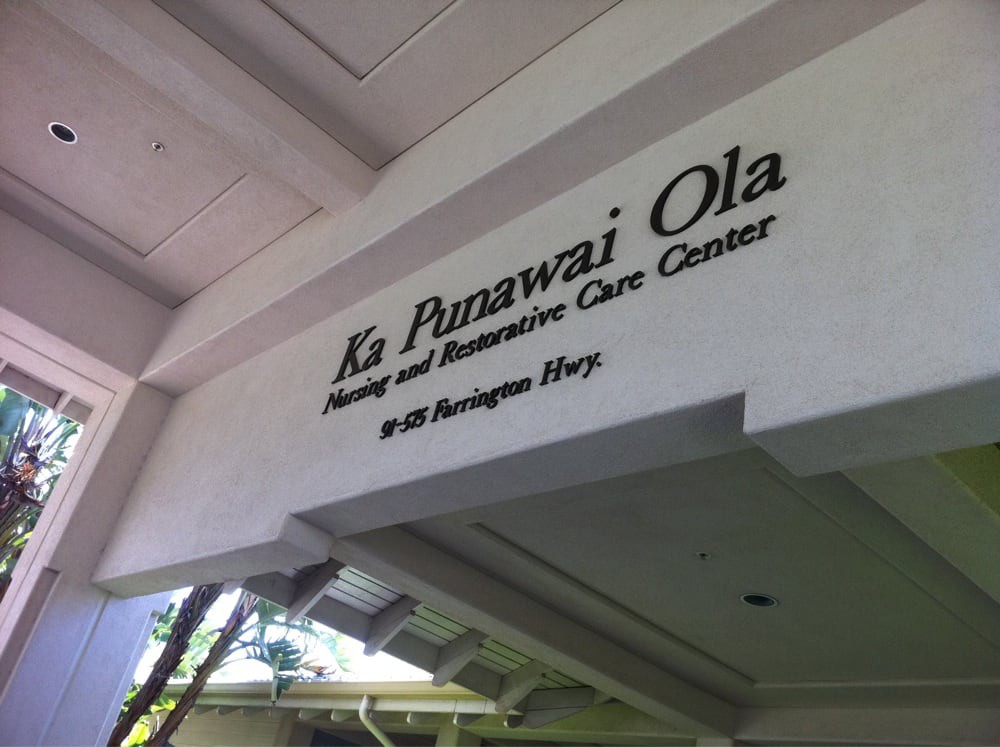 Ka Punawai Ola
Nursing and Restorative Care Center
91-575 Farrington Hwy.